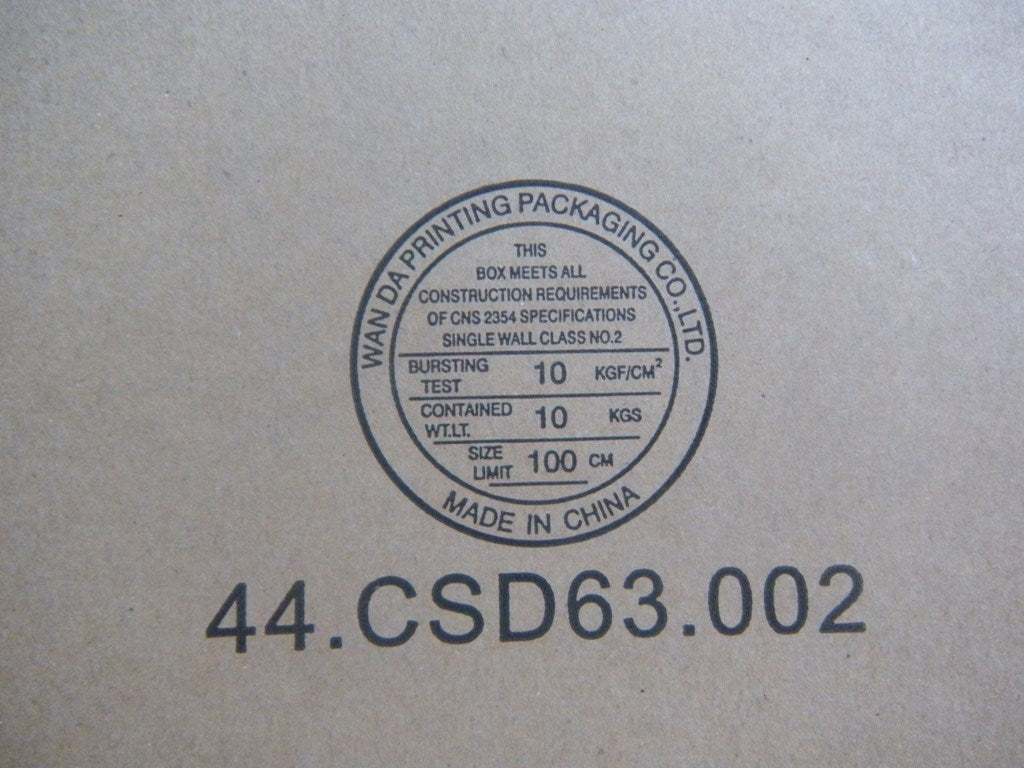 WAN DA PRINTING PACKAGING CO.,LTD.
THIS
BOX MEETS ALL
CONSTRUCTION REQUIREMENTS
OF CNS 2354 SPECIFICATIONS
SINGLE WALL CLASS NO.2
BURSTING TEST 10 KGF/CM²
CONTAINED WT.LT. 10 KGS
SIZE LIMIT 100 CM
MADE IN CHINA
44.CSD63.002